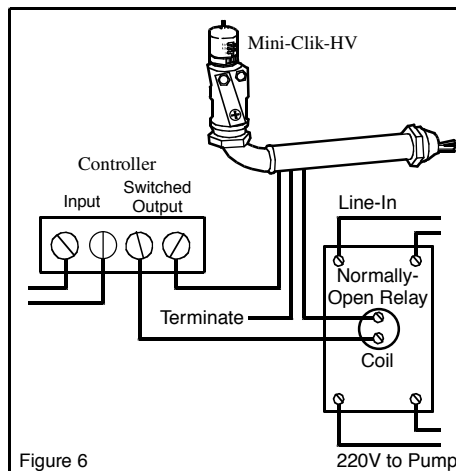 Mini-Clik-HV
Controller
Input
Switched
Output
Line-In
Normally-
Open Relay
Terminate
Coil
Figure 6
220V to Pump